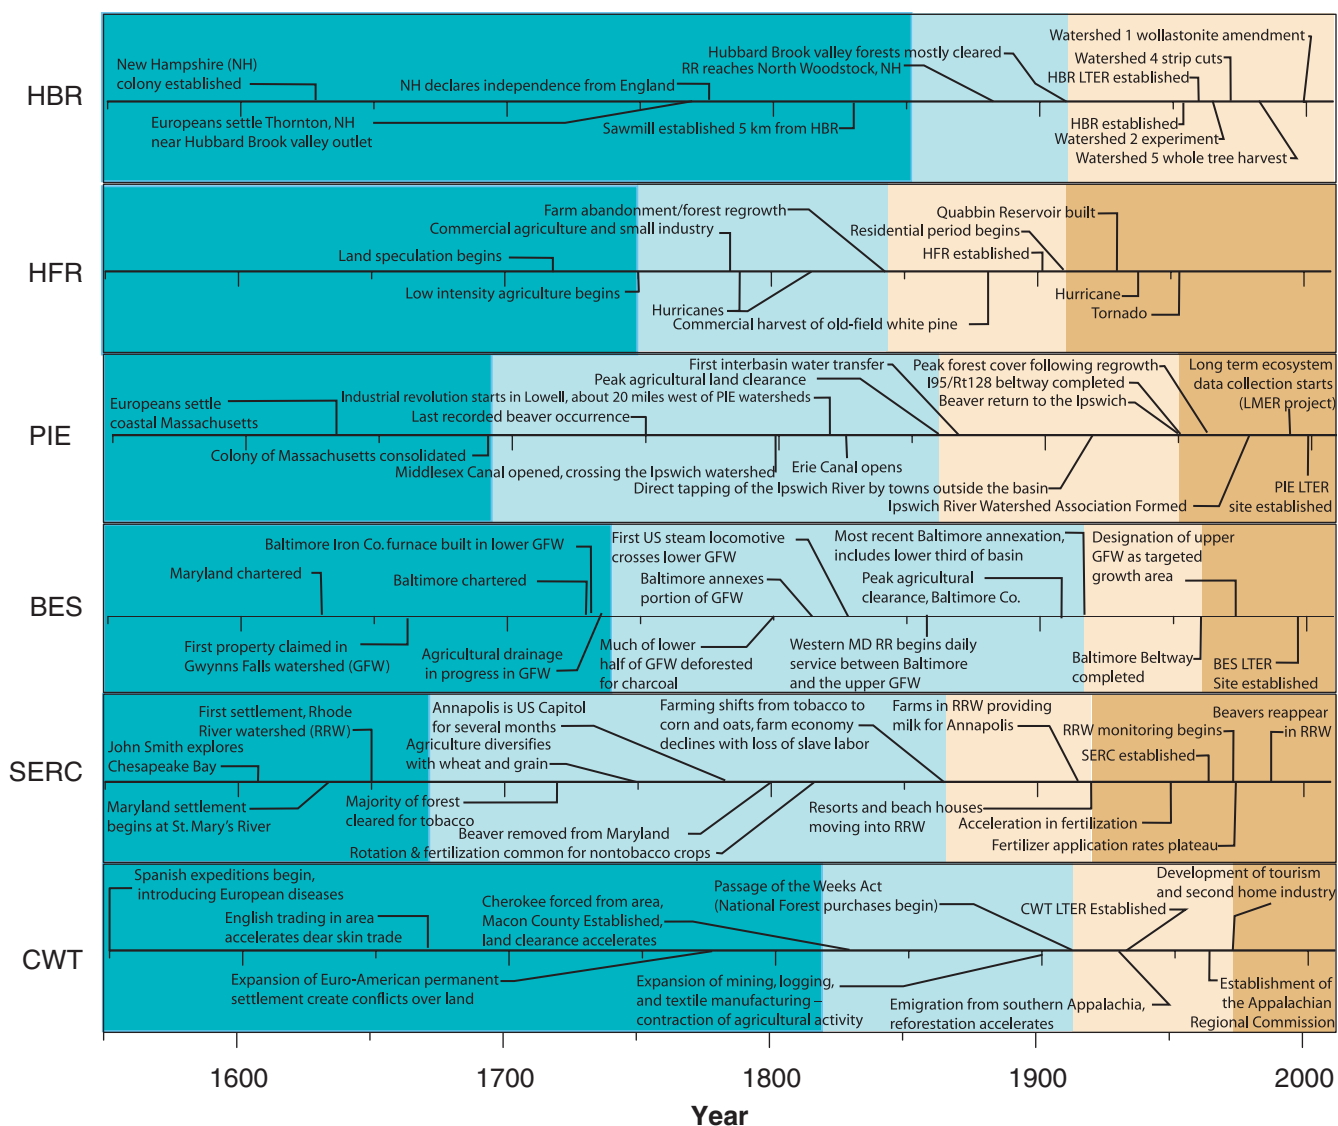 HBR
New Hampshire (NH)
colony established
Europeans settle Thornton, NH
near Hubbard Brook valley outlet
NH declares independence from England
Sawmill established 5 km from HBR
Hubbard Brook valley forests mostly cleared
RR reaches North Woodstock, NH
Watershed 1 wollastonite amendment
Watershed 4 strip cuts
HBR LTER established
HBR established
Watershed 2 experiment
Watershed 5 whole tree harvest
HFR
Farm abandonment/forest regrowth
Commercial agriculture and small industry
Land speculation begins
Low intensity agriculture begins
Hurricanes
Commercial harvest of old-field white pine
Quabbin Reservoir built
Residential period begins
HFR established
Hurricane
Tornado
PIE
Europeans settle
coastal Massachusetts
Colony of Massachusetts consolidated
First interbasin water transfer
Peak agricultural land clearance
Industrial revolution starts in Lowell, about 20 miles west of PIE watersheds
Last recorded beaver occurrence
Middlesex Canal opened, crossing the Ipswich watershed
Erie Canal opens
Direct tapping of the Ipswich River by towns outside the basin
Ipswich River Watershed Association Formed
Peak forest cover following regrowth
I95/Rt128 beltway completed
Beaver return to the Ipswich
Long term ecosystem
data collection starts
(LMER project)
PIE LTER
site established
BES
Baltimore Iron Co. furnace built in lower GFW
Maryland chartered
Baltimore chartered
First property claimed in
Gwynns Falls watershed (GFW)
Agricultural drainage
in progress in GFW
First US steam locomotive
crosses lower GFW
Baltimore annexes
portion of GFW
Much of lower
half of GFW deforested
for charcoal
Most recent Baltimore annexation,
includes lower third of basin
Peak agricultural
clearance, Baltimore Co.
Western MD RR begins daily
service between Baltimore
and the upper GFW
Designation of upper
GFW as targeted
growth area
Baltimore Beltway
completed
BES LTER
Site established
SERC
First settlement, Rhode
River watershed (RRW)
John Smith explores
Chesapeake Bay
Maryland settlement
begins at St. Mary's River
Majority of forest
cleared for tobacco
Annapolis is US Capitol
for several months
Agriculture diversifies
with wheat and grain
Beaver removed from Maryland
Rotation & fertilization common for nontobacco crops
Farming shifts from tobacco to
corn and oats, farm economy
declines with loss of slave labor
Farms in RRW providing
milk for Annapolis
Resorts and beach houses
moving into RRW
Beavers reappear
in RRW
RRW monitoring begins
SERC established
Acceleration in fertilization
Fertilizer application rates plateau
CWT
Spanish expeditions begin,
introducing European diseases
English trading in area
accelerates dear skin trade
Expansion of Euro-American permanent
settlement create conflicts over land
Cherokee forced from area,
Macon County Established,
land clearance accelerates
Passage of the Weeks Act
(National Forest purchases begin)
Expansion of mining, logging,
and textile manufacturing –
contraction of agricultural activity
CWT LTER Established
Emigration from southern Appalachia,
reforestation accelerates
Development of tourism
and second home industry
Establishment of
the Appalachian
Regional Commission
1600
1700
1800
1900
2000
Year